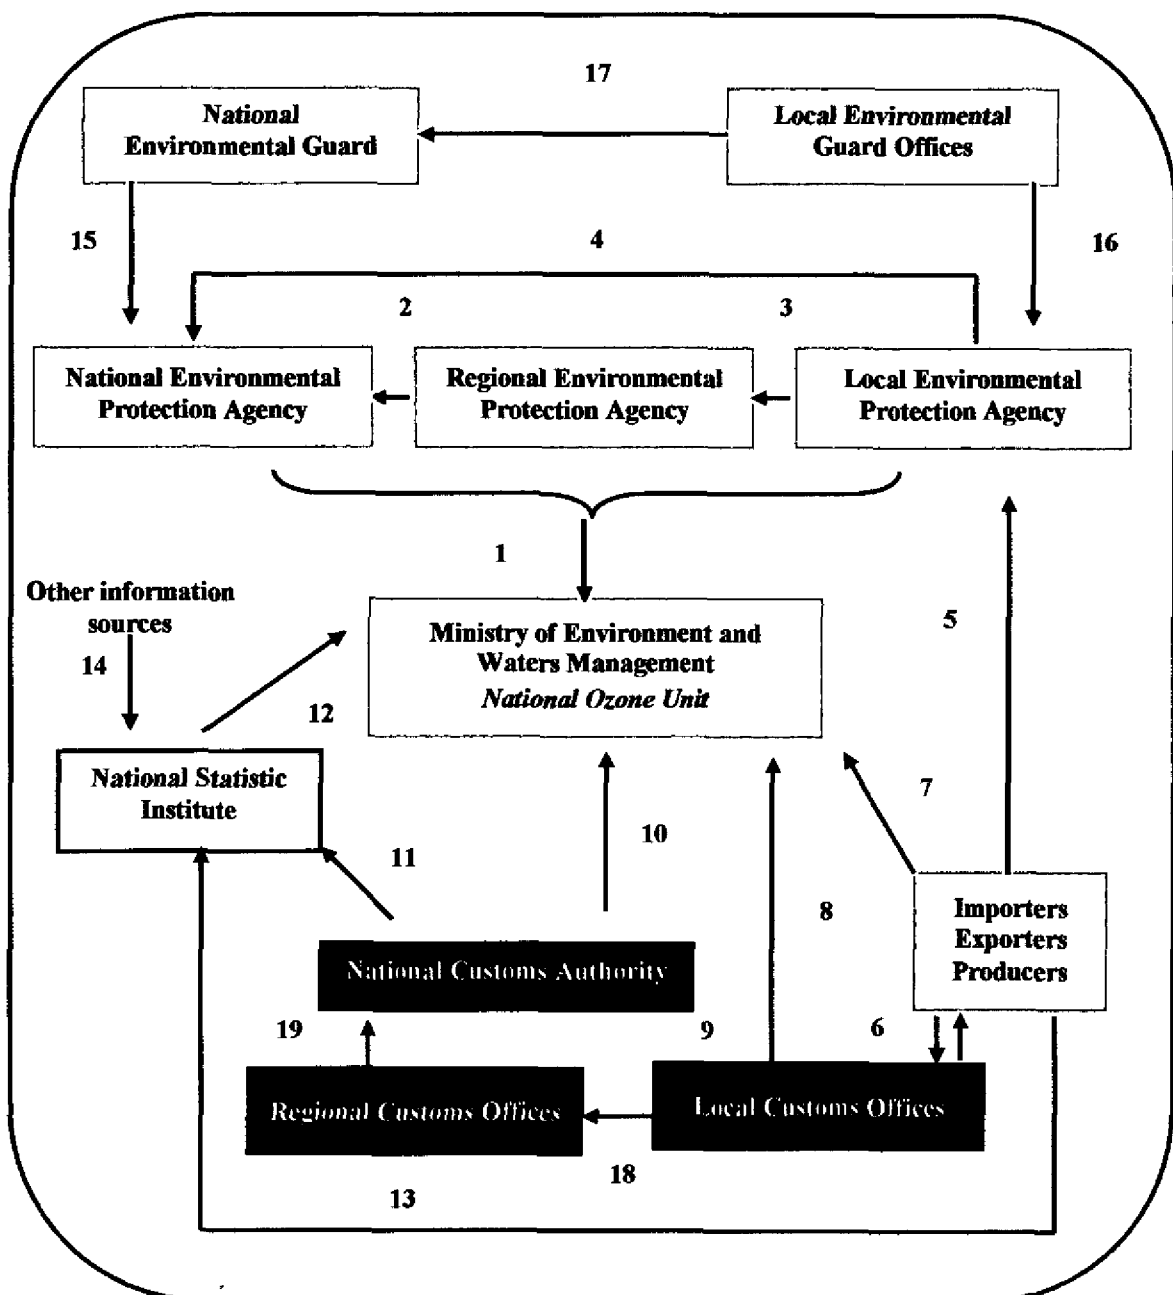 17
National
Environmental Guard
Local Environmental
Guard Offices
15
4
16
2
3
National Environmental
Protection Agency
Regional Environmental
Protection Agency
Local Environmental
Protection Agency
1
5
Other information
sources
14
Ministry of Environment and
Waters Management
National Ozone Unit
12
National Statistic
Institute
7
10
11
8
Importers
Exporters
Producers
National Customs Authority
19
9
6
Regional Customs Offices
Local Customs Offices
18
13